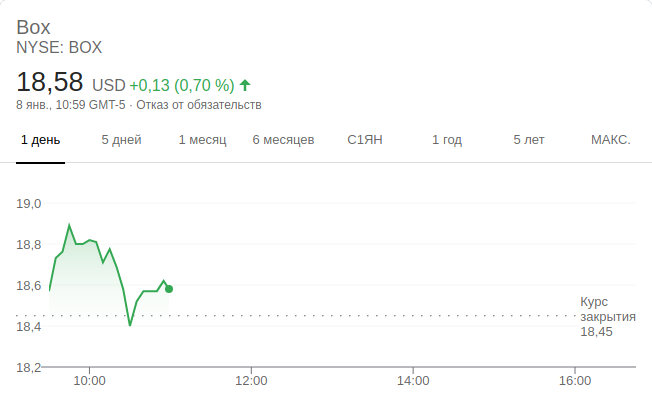 Box
NYSE: BOX
18,58 USD +0,13 (0,70 %)
8 янв., 10:59 GMT-5 · Отказ от обязательств
1 день 5 дней 1 месяц 6 месяцев С1ЯН 1 год 5 лет МАКС.
19,0
18,8
18,6
Курс
закрытия
18,45
18,4
18,2
10:00 12:00 14:00 16:00